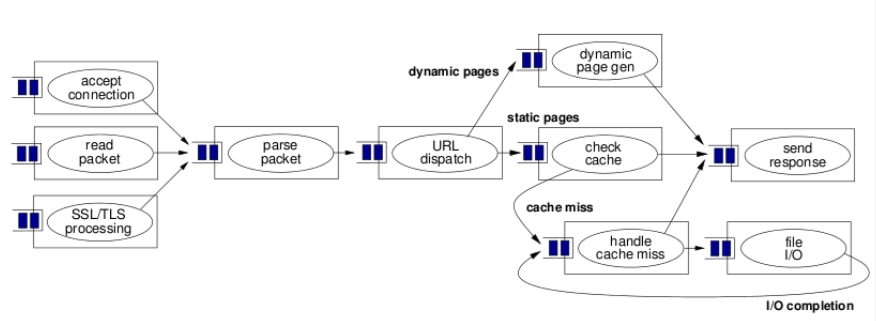 accept
connection
read
packet
SSL/TLS
processing
parse
packet
URL
dispatch
dynamic pages
dynamic
page gen
static pages
check
cache
send
response
cache miss
handle
cache miss
file
I/O
I/O completion